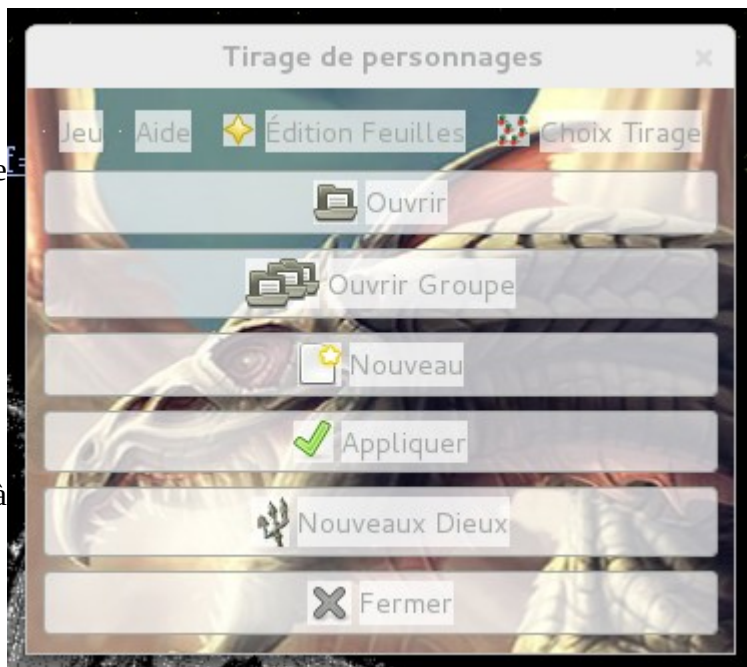 Tirage de personnages
Jeu Aide Édition Feuilles Choix Tirage
f=
e
Ouvrir
Ouvrir Groupe
Nouveau
Appliquer
à
Nouveaux Dieux
Fermer